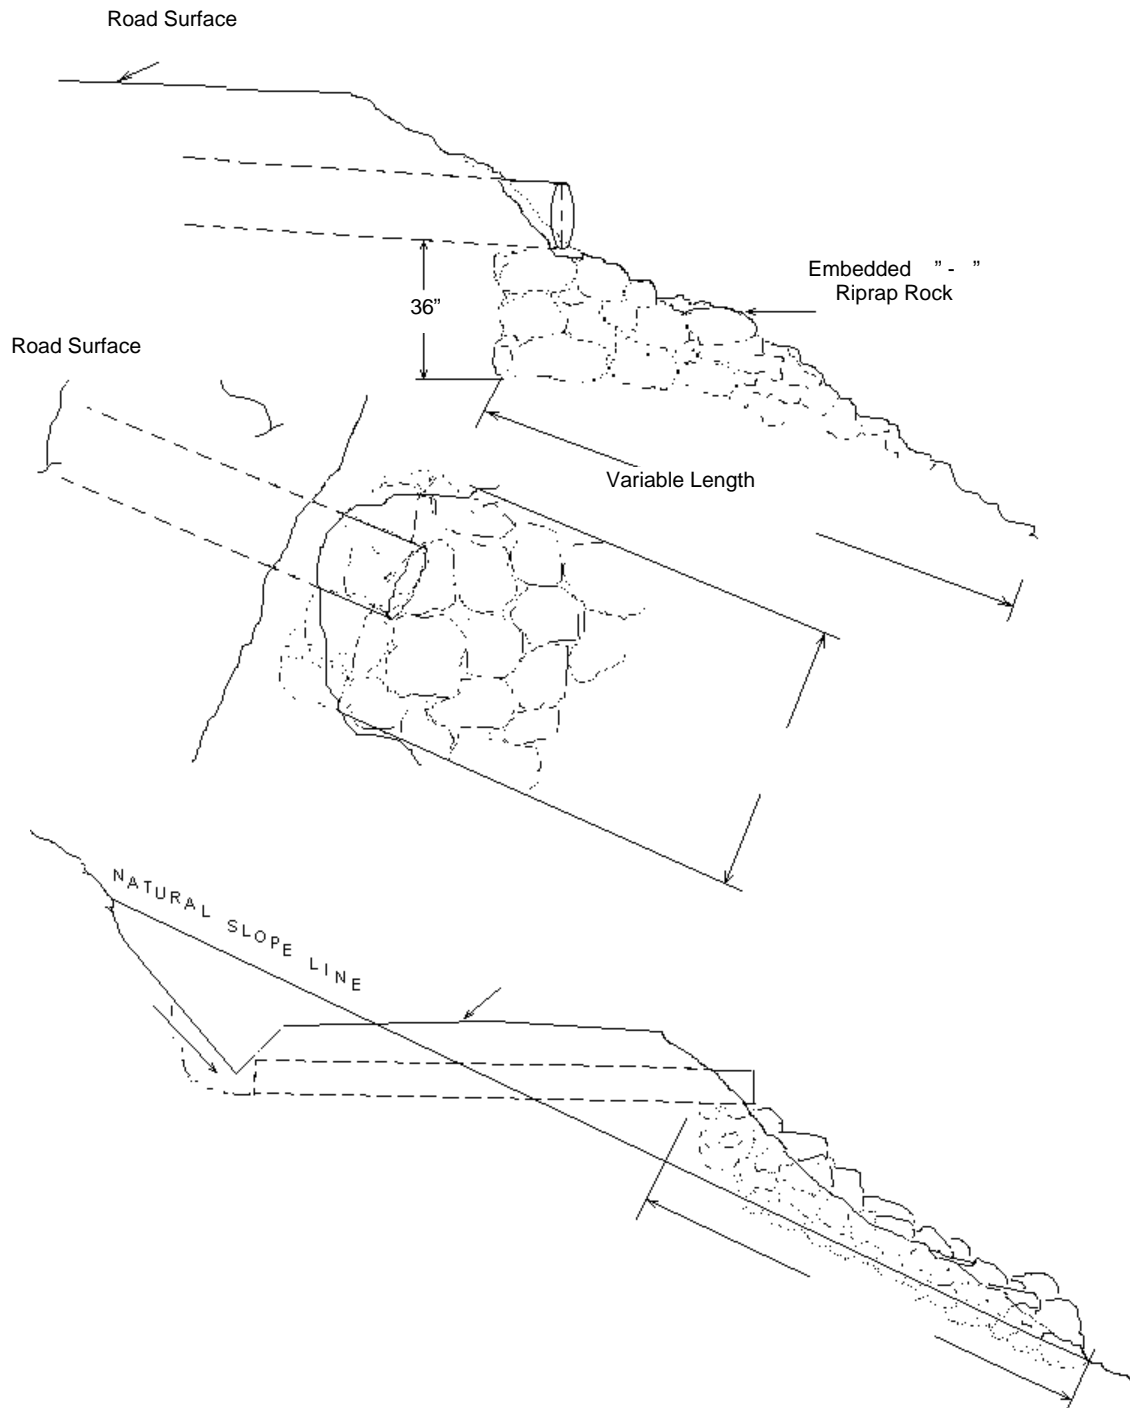 Road Surface
Embedded ” - ”
Riprap Rock
36”
Road Surface
Variable Length
NATURAL SLOPE LINE